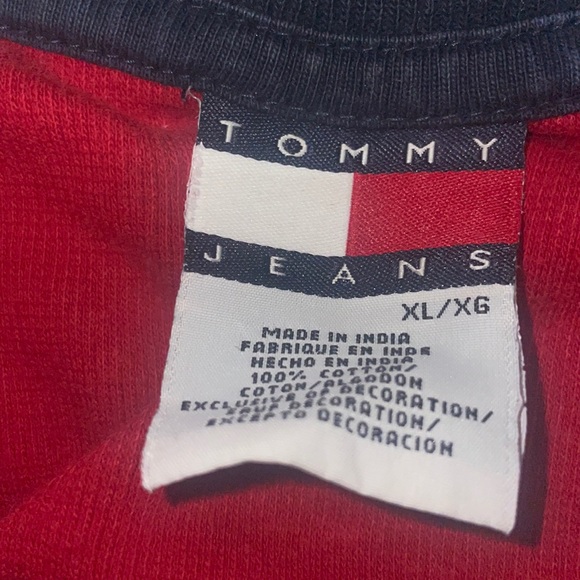 TOMMY
JEANS
XL/XG
MADE IN INDIA
FABRIQUE EN INDE
HECHO EN INDIA
100% COTTON/
COTON/ALGODON
EXCLUSIVE OF DECORATION/
SAUF DECORATION/
EXCEPTO DECORACION